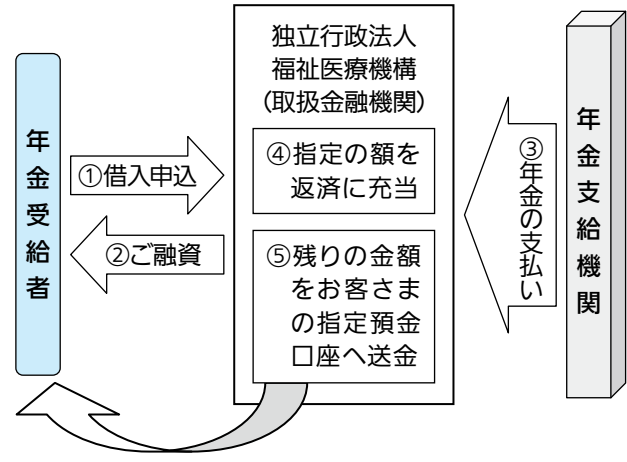 年金受給者
①借入申込
②ご融資
独立行政法人
福祉医療機構
(取扱金融機関)
④指定の額を
返済に充当
⑤残りの金額
をお客さま
の指定預金
口座へ送金
③年金の支払い
年金支給機関